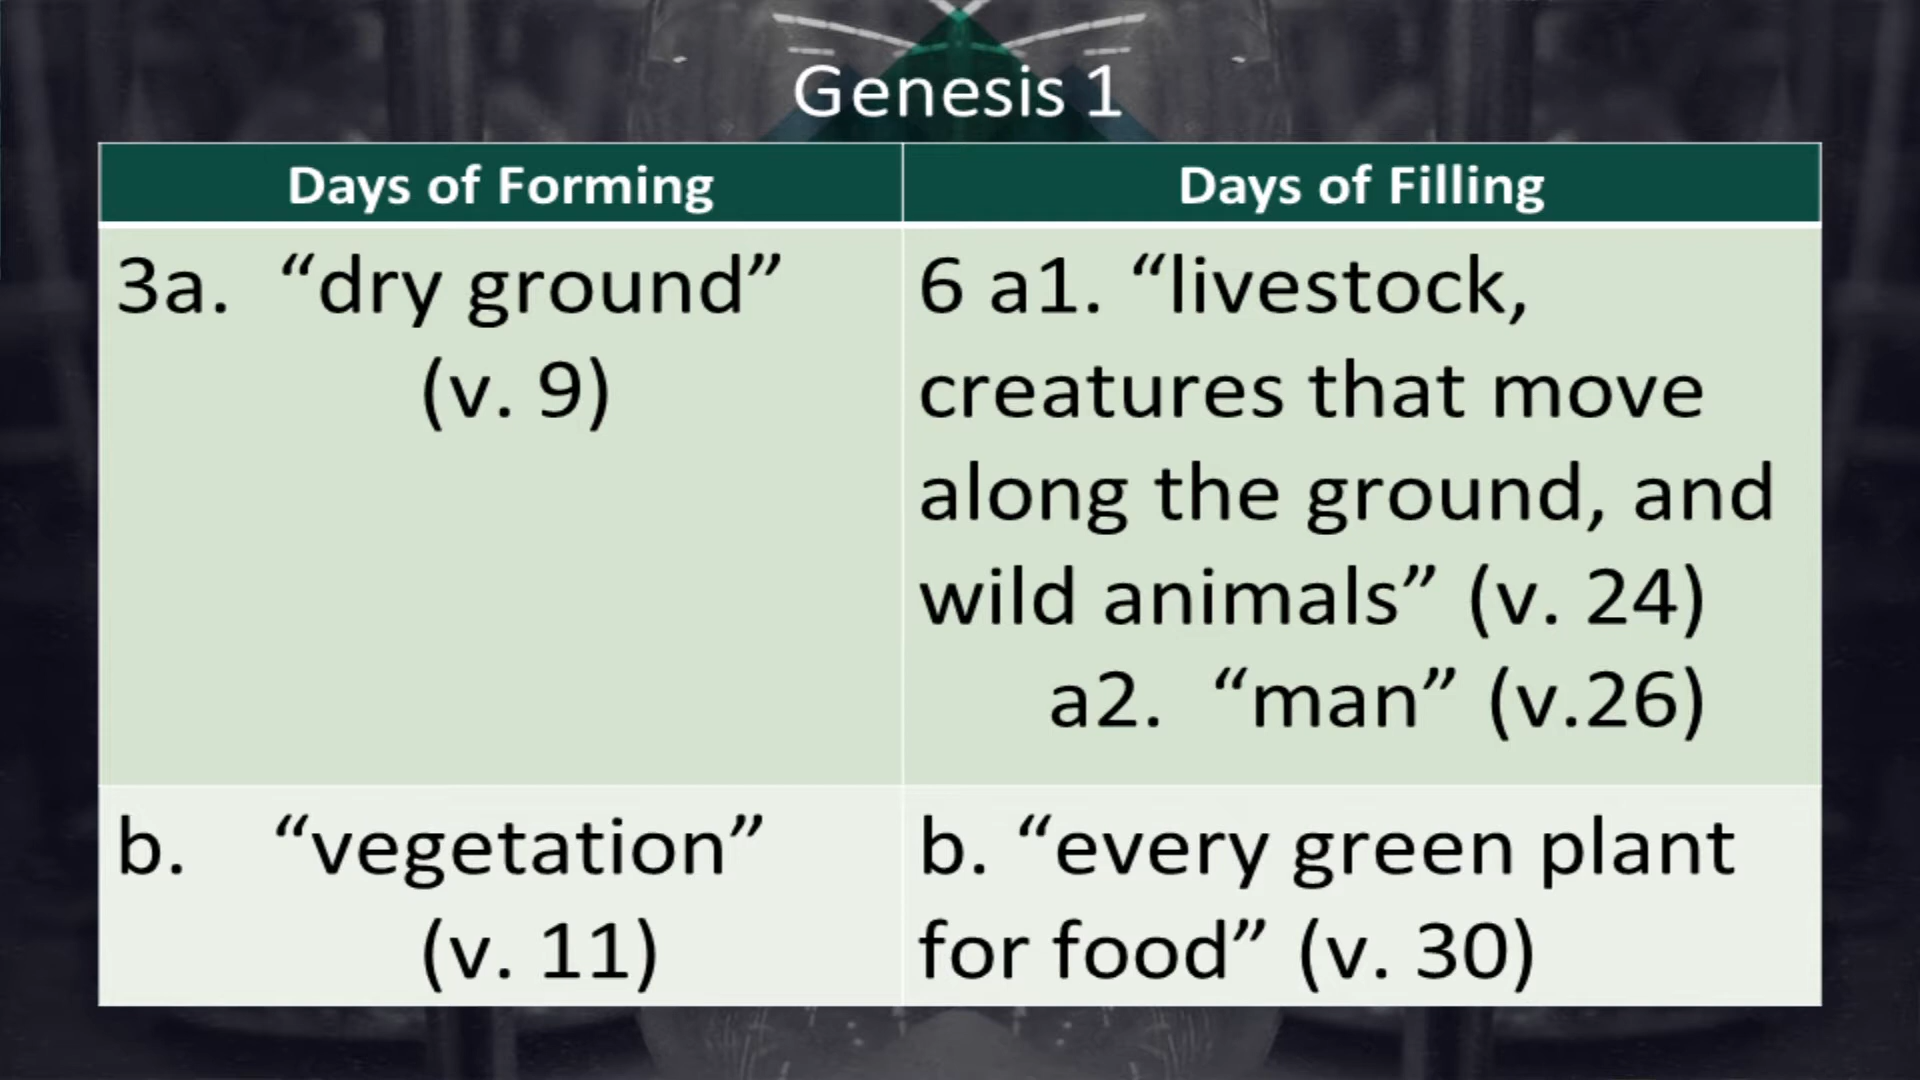 Genesis 1
Days of Forming
Days of Filling
3a. “dry ground”
(v. 9)
6 a1. “livestock,
creatures that move
along the ground, and
wild animals” (v. 24)
a2. “man” (v.26)
b. “vegetation”
(v. 11)
b. “every green plant
for food” (v. 30)